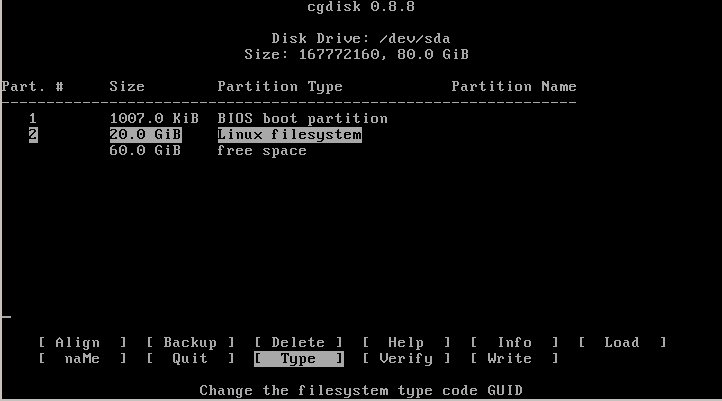 cgdisk 0.8.8
Disk Drive: /dev/sda
Size: 167772160, 80.0 GiB
Part. # Size Partition Type Partition Name
----------------------------------------------------------------
1 1007.0 KiB BIOS boot partition
2 20.0 GiB Linux filesystem
60.0 GiB free space
[ Align ] [ Backup ] [ Delete ] [ Help ] [ Info ] [ Load ]
[ naMe ] [ Quit ] [ Type ] [ Verify ] [ Write ]
Change the filesystem type code GUID